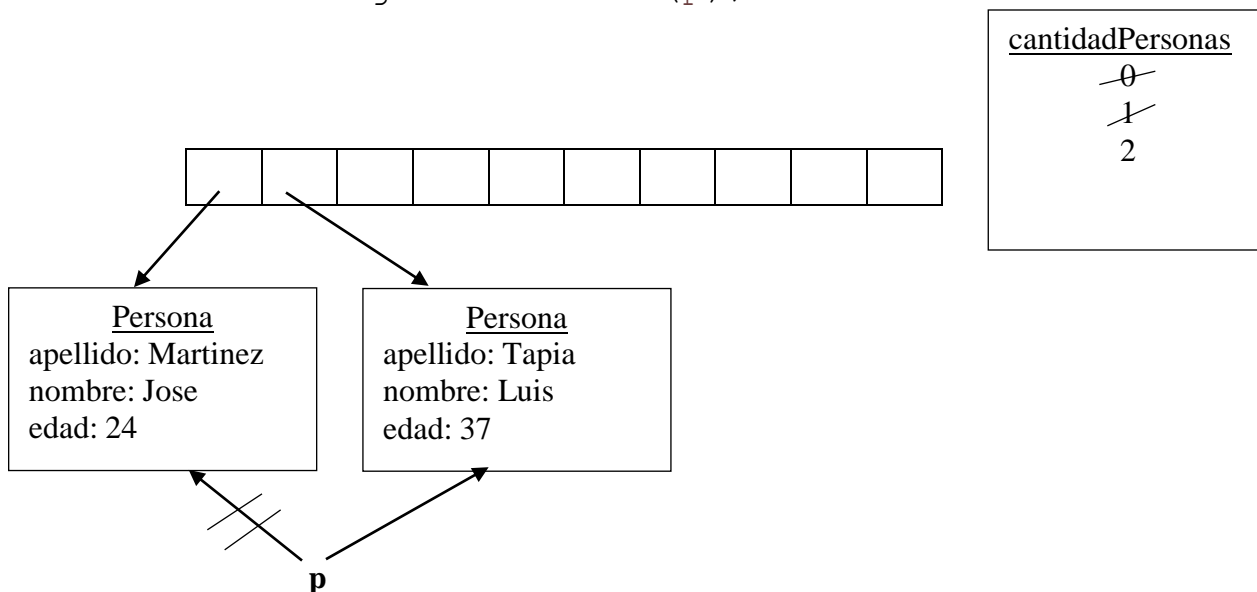 cantidadPersonas
0
1
2
Persona
apellido: Martinez
nombre: Jose
edad: 24
Persona
apellido: Tapia
nombre: Luis
edad: 37
p